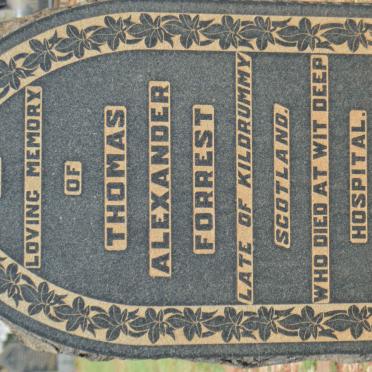 LOVING MEMORY
OF
THOMAS
ALEXANDER
FORREST
LATE OF KILDRUMMY
SCOTLAND,
WHO DIED AT WIT DEEP
HOSPITAL.